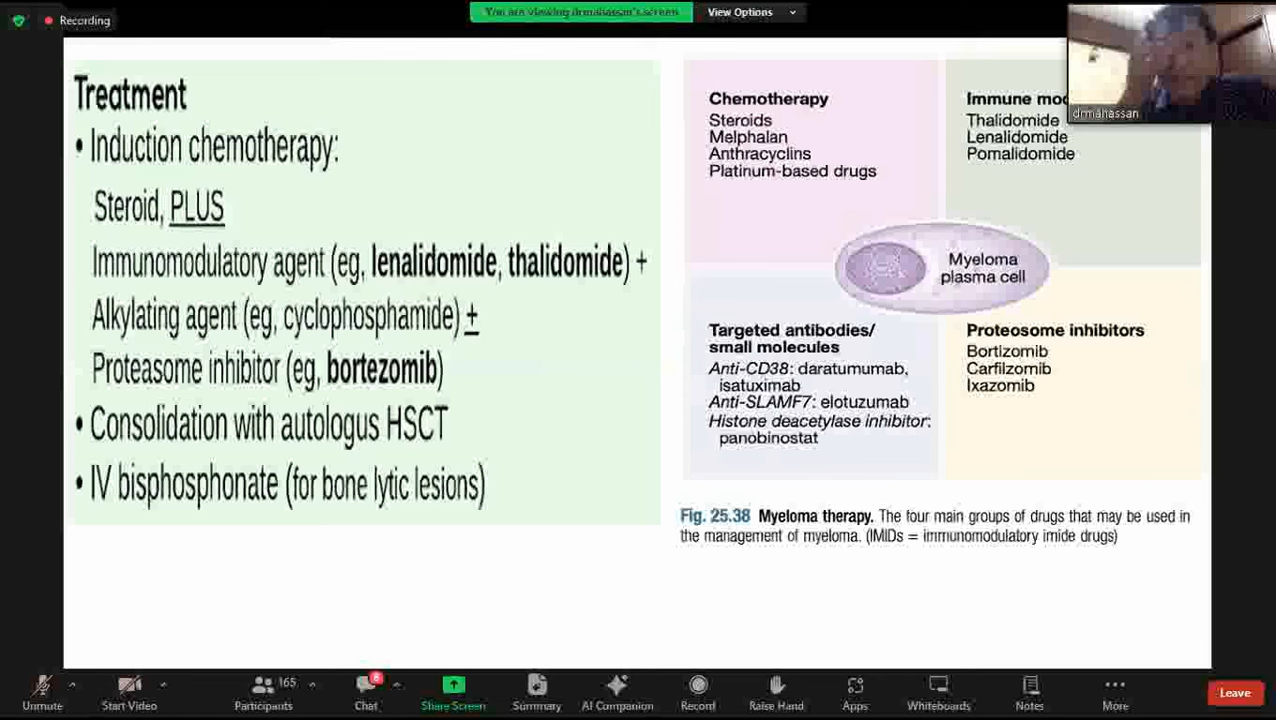 Recording
You are viewing drmahassan's screen
View Options
drmahassan
Treatment
• Induction chemotherapy:
Steroid, PLUS
Immunomodulatory agent (eg, lenalidomide, thalidomide) +
Alkylating agent (eg, cyclophosphamide) +
Proteasome inhibitor (eg, bortezomib)
• Consolidation with autologus HSCT
• IV bisphosphonate (for bone lytic lesions)
Chemotherapy
Steroids
Melphalan
Anthracyclins
Platinum-based drugs
Immune
Thalidomide
Lenalidomide
Pomalidomide
Myeloma
plasma cell
Targeted antibodies/
small molecules
Anti-CD38: daratumumab,
isatuximab
Anti-SLAMF7: elotuzumab
Histone deacetylase inhibitor:
panobinostat
Proteosome inhibitors
Bortizomib
Carfilzomib
Ixazomib
Fig. 25.38 Myeloma therapy. The four main groups of drugs that may be used in
the management of myeloma. (IMIDs = immunomodulatory imide drugs)
Unmute
Start Video
165
Participants
8
Chat
Share Screen
Summary
AI Companion
Record
Raise Hand
Apps
Whiteboards
Notes
More
Leave